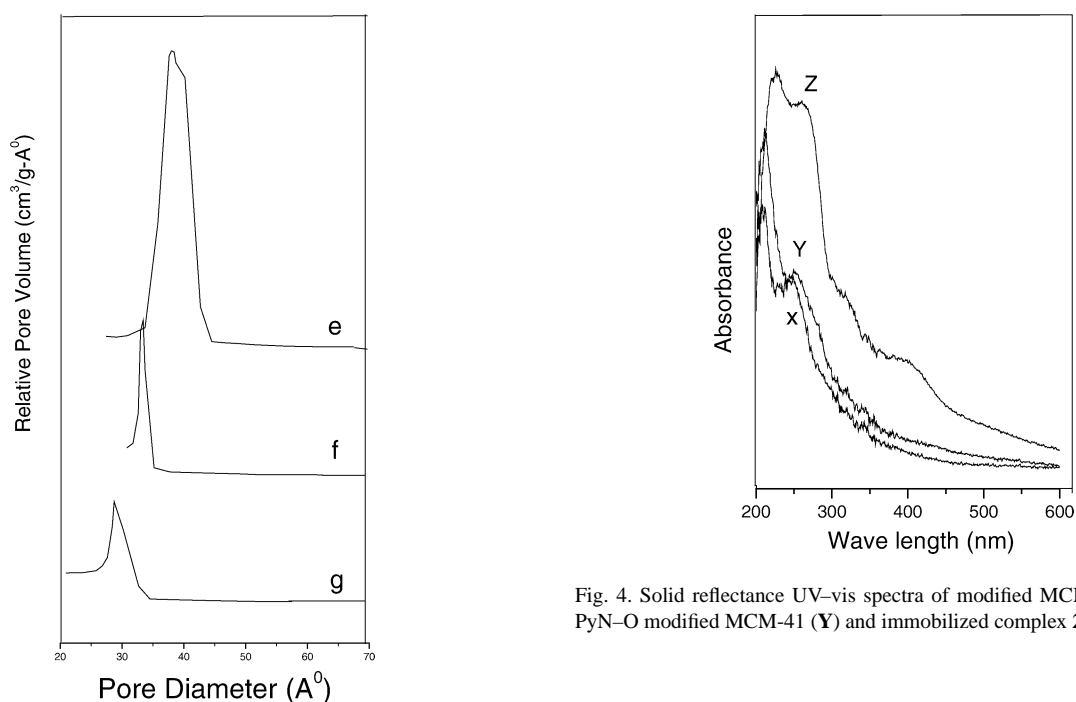 Relative Pore Volume (cm³/g-A⁰)
e
f
g
20 30 40 50 60 70
Pore Diameter (A⁰)
Absorbance
Z
Y
x
200 300 400 500 600
Wave length (nm)
Fig. 4. Solid reflectance UV–vis spectra of modified
PyN–O modified MCM-41 (Y) and immobilized complex